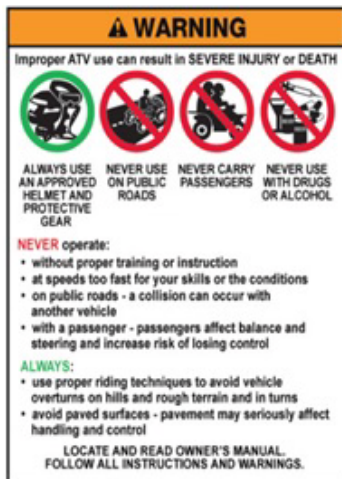 WARNING
Improper ATV use can result in SEVERE INJURY or DEATH
ALWAYS USE
AN APPROVED
HELMET AND
PROTECTIVE
GEAR
NEVER USE
ON PUBLIC
ROADS
NEVER CARRY
PASSENGERS
NEVER USE
WITH DRUGS
OR ALCOHOL
NEVER operate:
• without proper training or instruction
• at speeds too fast for your skills or the conditions
• on public roads - a collision can occur with
another vehicle
• with a passenger - passengers affect balance and
steering and increase risk of losing control
ALWAYS:
• use proper riding techniques to avoid vehicle
overturns on hills and rough terrain and in turns
• avoid paved surfaces - pavement may seriously affect
handling and control
LOCATE AND READ OWNER'S MANUAL.
FOLLOW ALL INSTRUCTIONS AND WARNINGS.